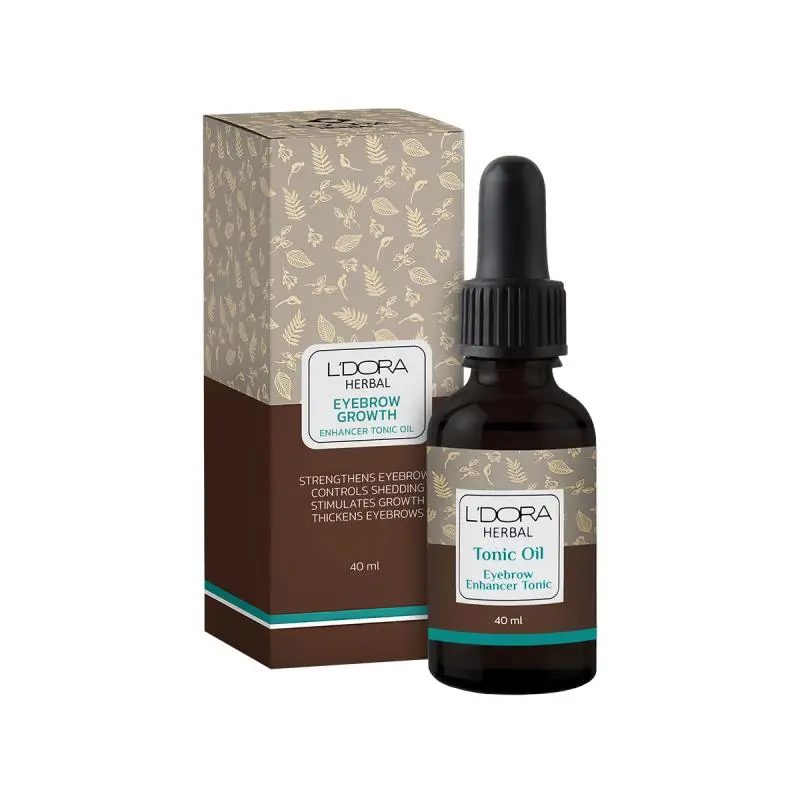 L'DORA
L'DORA
HERBAL
EYEBROW
GROWTH
ENHANCER TONIC OIL
STRENGTHENS EYEBROW
CONTROLS SHEDDING
STIMULATES GROWTH
THICKENS EYEBROWS
40 ml
L'DORA
HERBAL
Tonic Oil
Eyebrow
Enhancer Tonic
40 ml